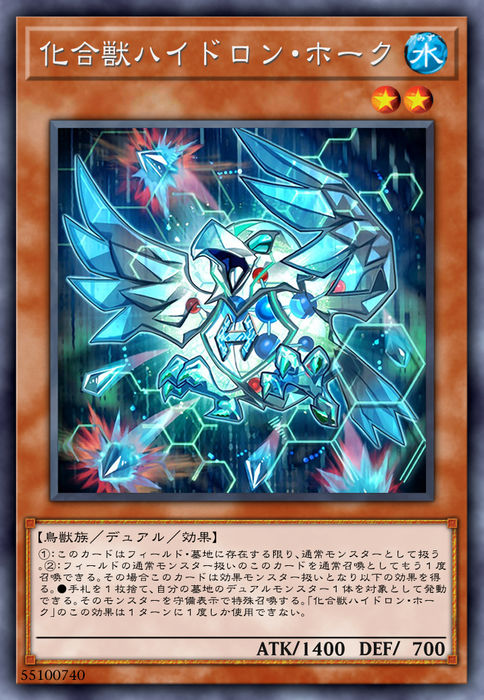 化合獣ハイドロン・ホーク
みず
水
H
【鳥獣族／デュアル／効果】
①:このカードはフィールド・墓地に存在する限り、通常モンスターとして扱う
。②:フィールドの通常モンスター扱いのこのカードを通常召喚としてもう１度
召喚できる。その場合このカードは効果モンスター扱いとなり以下の効果を得
る。●手札を１枚捨て、自分の墓地のデュアルモンスター１体を対象として発動
できる。そのモンスターを守備表示で特殊召喚する。「化合獣ハイドロン・ホー
ク」のこの効果は１ターンに１度しか使用できない。
ATK/1400 DEF/ 700
55100740